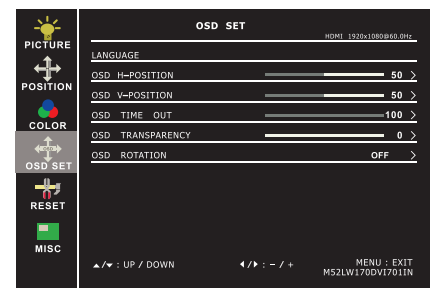 OSD SET
HDMI 1920x1080@60.0Hz
PICTURE
POSITION
COLOR
OSD
OSD SET
RESET
MISC
LANGUAGE
OSD H-POSITION 50 >
OSD V-POSITION 50 >
OSD TIME OUT 100 >
OSD TRANSPARENCY 0 >
OSD ROTATION OFF >
▲/▼ : UP / DOWN ◀/▶ : - / + MENU : EXIT
M52LW170DVI701IN